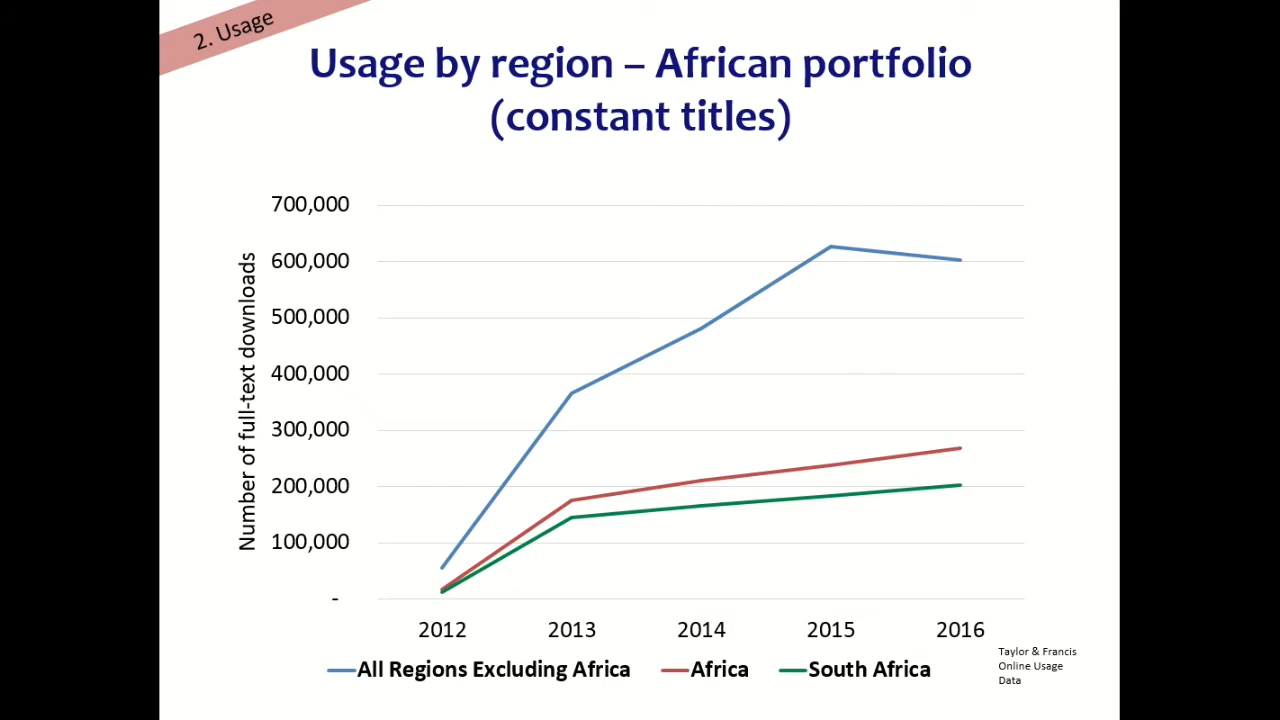 2. Usage
Usage by region – African portfolio
(constant titles)
Number of full-text downloads
700,000
600,000
500,000
400,000
300,000
200,000
100,000
-
2012 2013 2014 2015 2016
All Regions Excluding Africa Africa South Africa
Taylor & Francis
Online Usage
Data